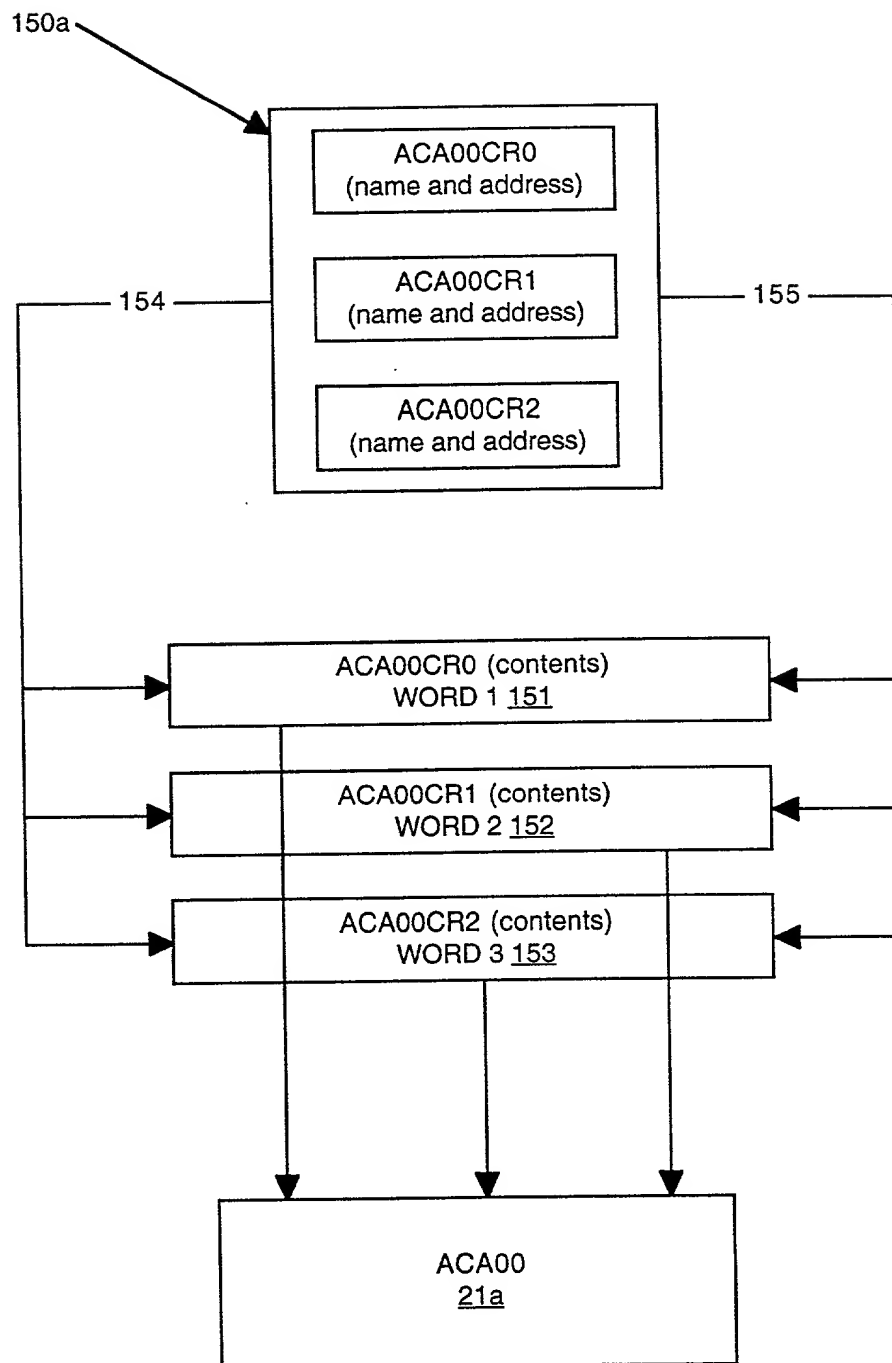 150a
ACA00CR0
(name and address)
ACA00CR1
(name and address)
154
155
ACA00CR2
(name and address)
ACA00CR0 (contents)
WORD 1 151
ACA00CR1 (contents)
WORD 2 152
ACA00CR2 (contents)
WORD 3 153
ACA00
21a